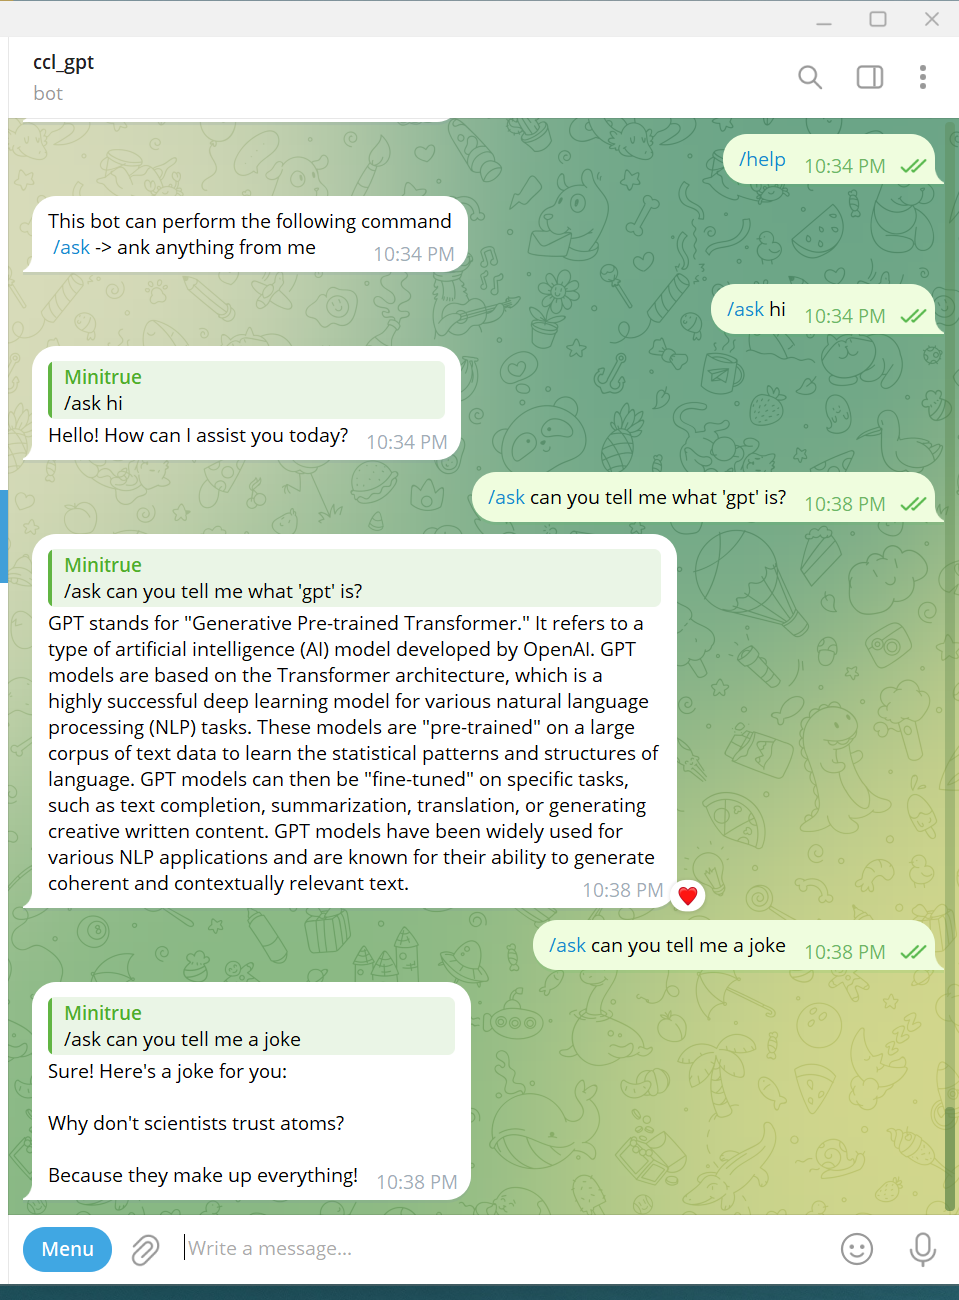 ccl_gpt
bot
/help 10:34 PM
This bot can perform the following command
/ask -> ank anything from me 10:34 PM
/ask hi 10:34 PM
Minitrue
/ask hi
Hello! How can I assist you today? 10:34 PM
/ask can you tell me what 'gpt' is? 10:38 PM
Minitrue
/ask can you tell me what 'gpt' is?
GPT stands for "Generative Pre-trained Transformer." It refers to a
type of artificial intelligence (AI) model developed by OpenAI. GPT
models are based on the Transformer architecture, which is a
highly successful deep learning model for various natural language
processing (NLP) tasks. These models are "pre-trained" on a large
corpus of text data to learn the statistical patterns and structures of
language. GPT models can then be "fine-tuned" on specific tasks,
such as text completion, summarization, translation, or generating
creative written content. GPT models have been widely used for
various NLP applications and are known for their ability to generate
coherent and contextually relevant text. 10:38 PM
/ask can you tell me a joke 10:38 PM
Minitrue
/ask can you tell me a joke
Sure! Here's a joke for you:
Why don't scientists trust atoms?
Because they make up everything! 10:38 PM
Menu
Write a message...